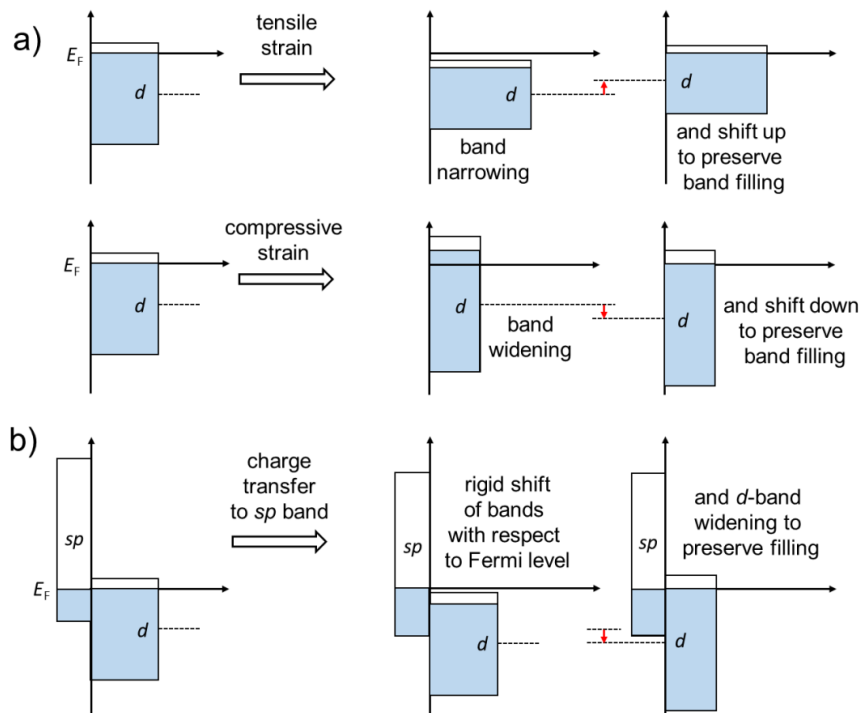 a)
E_F
d
tensile
strain
d
band
narrowing
d
and shift up
to preserve
band filling
E_F
d
compressive
strain
d
band
widening
d
and shift down
to preserve
band filling
b)
sp
E_F
d
charge
transfer
to sp band
sp
rigid shift
of bands
with respect
to Fermi level
d
sp
d
and d-band
widening to
preserve filling